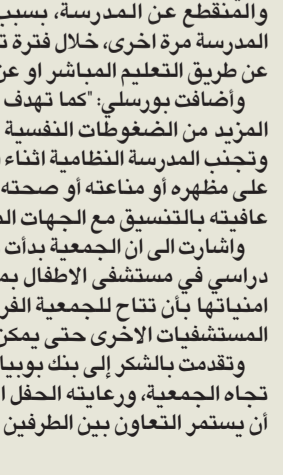 والمنقطع عن المدرسة، بسبب
المدرسة مرة اخرى، خلال فترة
عن طريق التعليم المباشر او
وأضافت بورسلي: "كما تهدف
المزيد من الضغوطات النفسية
وتجنب المدرسة النظامية اثناء
على مظهره أو مناعته أو صحته
عافيته بالتنسيق مع الجهات
واشارت الى ان الجمعية بدأت
دراسي في مستشفى الاطفال
امنياتها بأن تتاح للجمعية
المستشفيات الاخرى حتى يمكن
وتقدمت بالشكر إلى بنك بوبيا
تجاه الجمعية، ورعايته الحفل
أن يستمر التعاون بين الطرفين